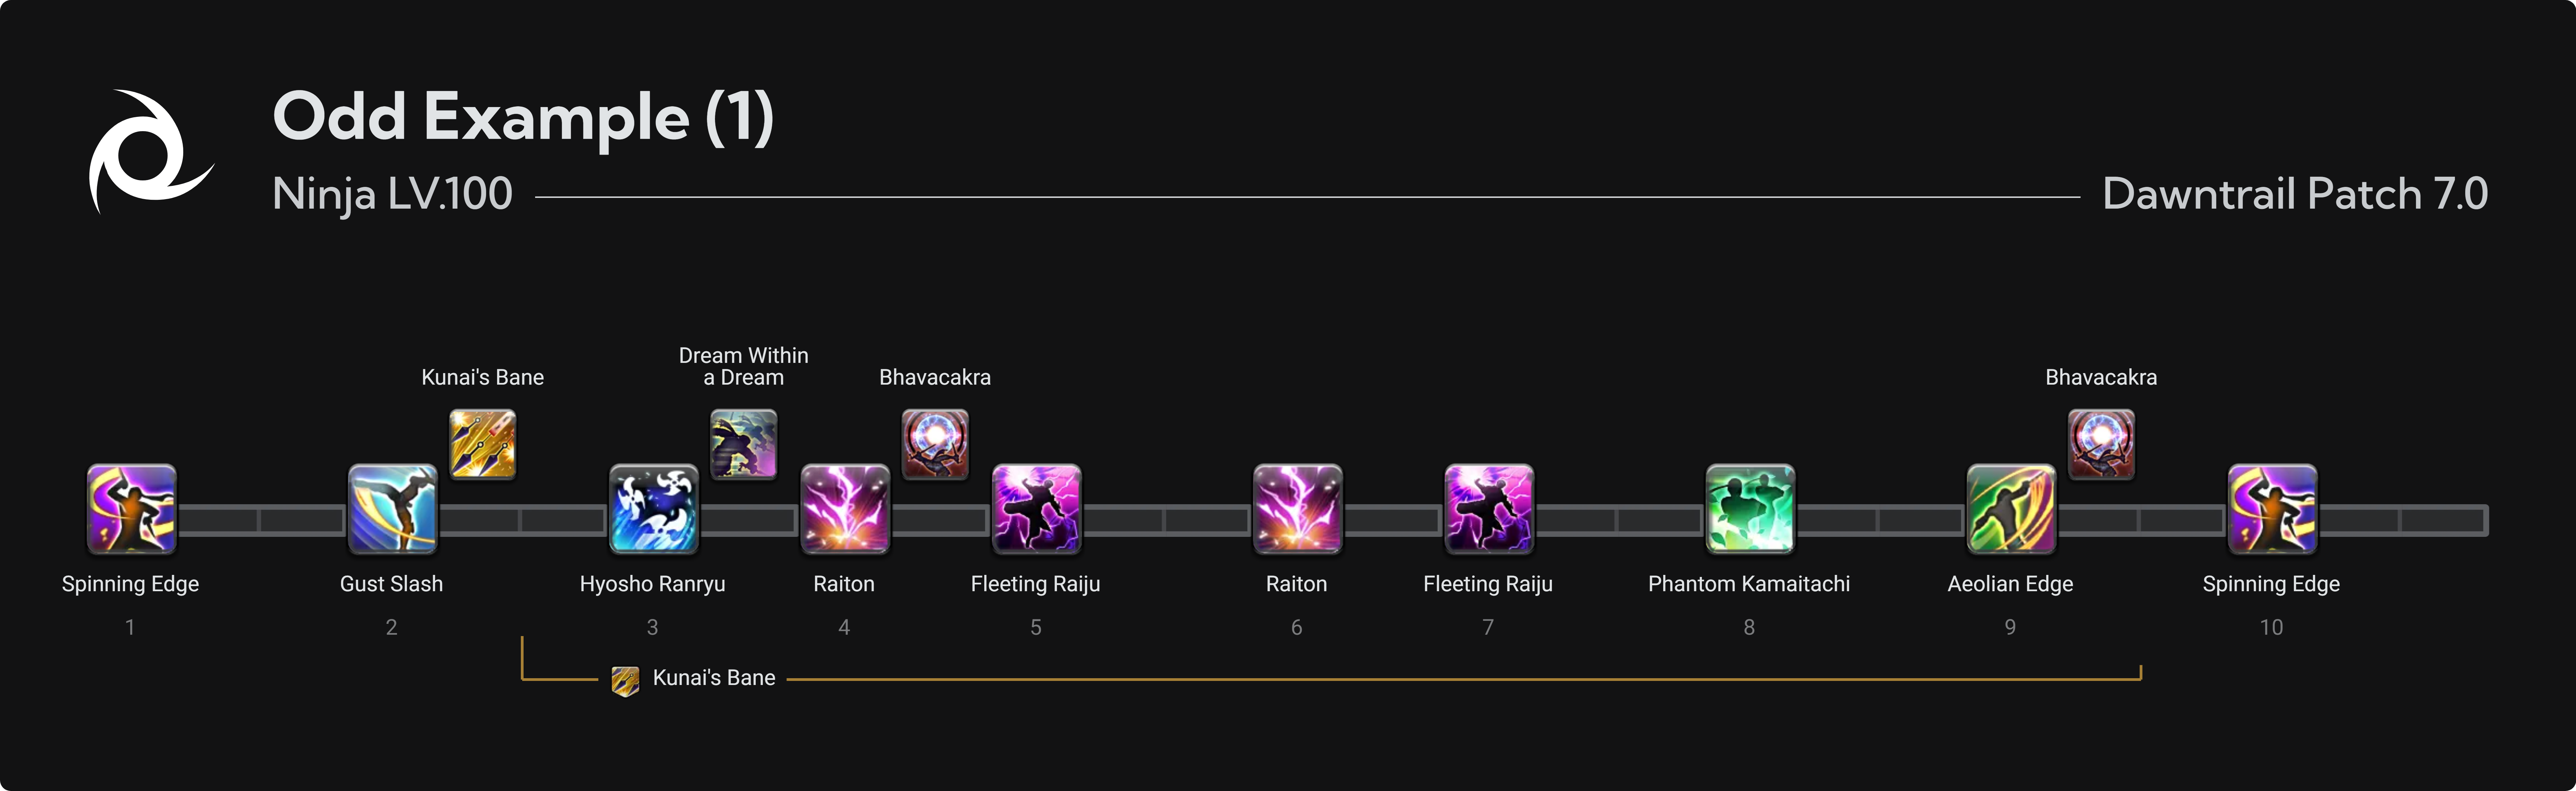 Odd Example (1)
Ninja LV.100
Dawntrail Patch 7.0
Kunai's Bane
Dream Within
a Dream
Bhavacakra
Bhavacakra
Spinning Edge
Gust Slash
Hyosho Ranryu
Raiton
Fleeting Raiju
Raiton
Fleeting Raiju
Phantom Kamaitachi
Aeolian Edge
Spinning Edge
1
2
3
4
5
6
7
8
9
10
Kunai's Bane